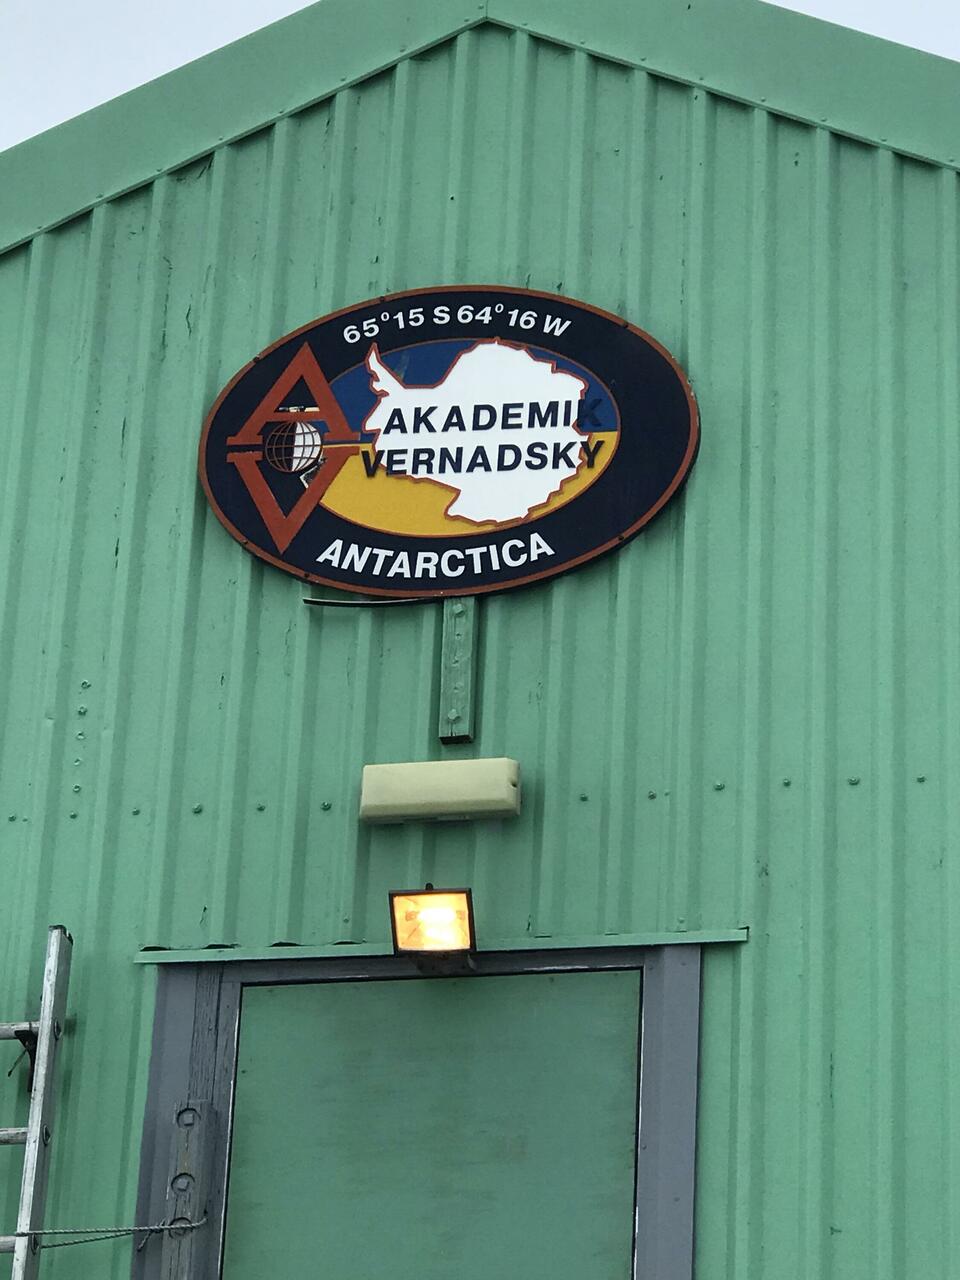 65°15 S 64°16 W
AKADEMIK
VERNADSKY
ANTARCTICA